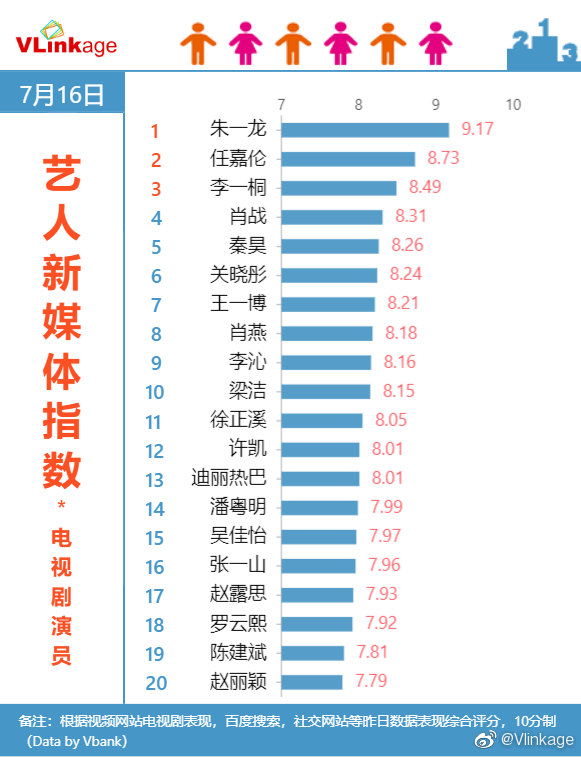 VLinkage
1
2
3
7月16日
艺人新媒体指数
*
电视剧演员
7 8 9 10
1 朱一龙 9.17
2 任嘉伦 8.73
3 李一桐 8.49
4 肖战 8.31
5 秦昊 8.26
6 关晓彤 8.24
7 王一博 8.21
8 肖燕 8.18
9 李沁 8.16
10 梁洁 8.15
11 徐正溪 8.05
12 许凯 8.01
13 迪丽热巴 8.01
14 潘粤明 7.99
15 吴佳怡 7.97
16 张一山 7.96
17 赵露思 7.93
18 罗云熙 7.92
19 陈建斌 7.81
20 赵丽颖 7.79
备注：根据视频网站电视剧表现，百度搜索，社交网站等昨日数据表现综合评分，10分制
（Data by Vbank）
@Vlinkage